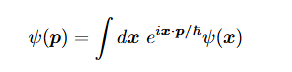 ψ(p) = ∫ dx e^{ix·p/ħ} ψ(x)